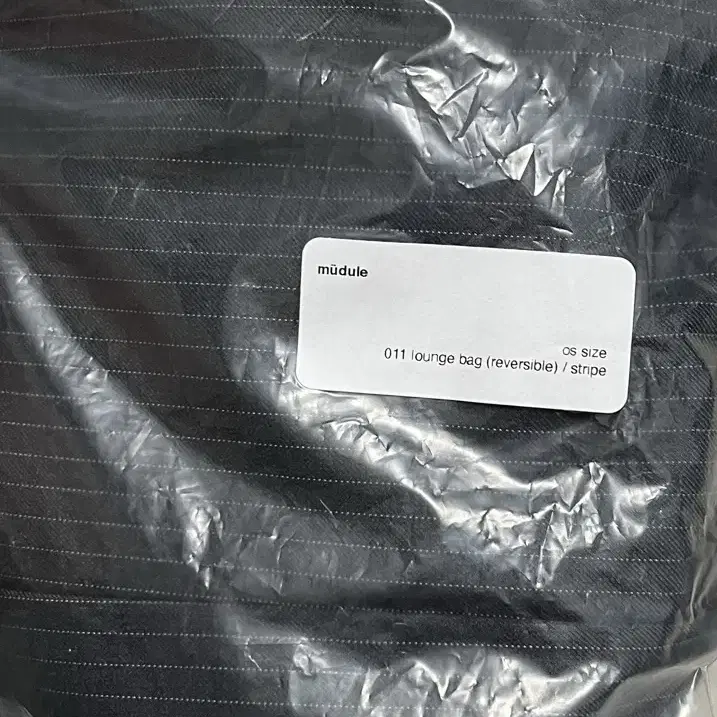 müdule
os size
011 lounge bag (reversible) / stripe